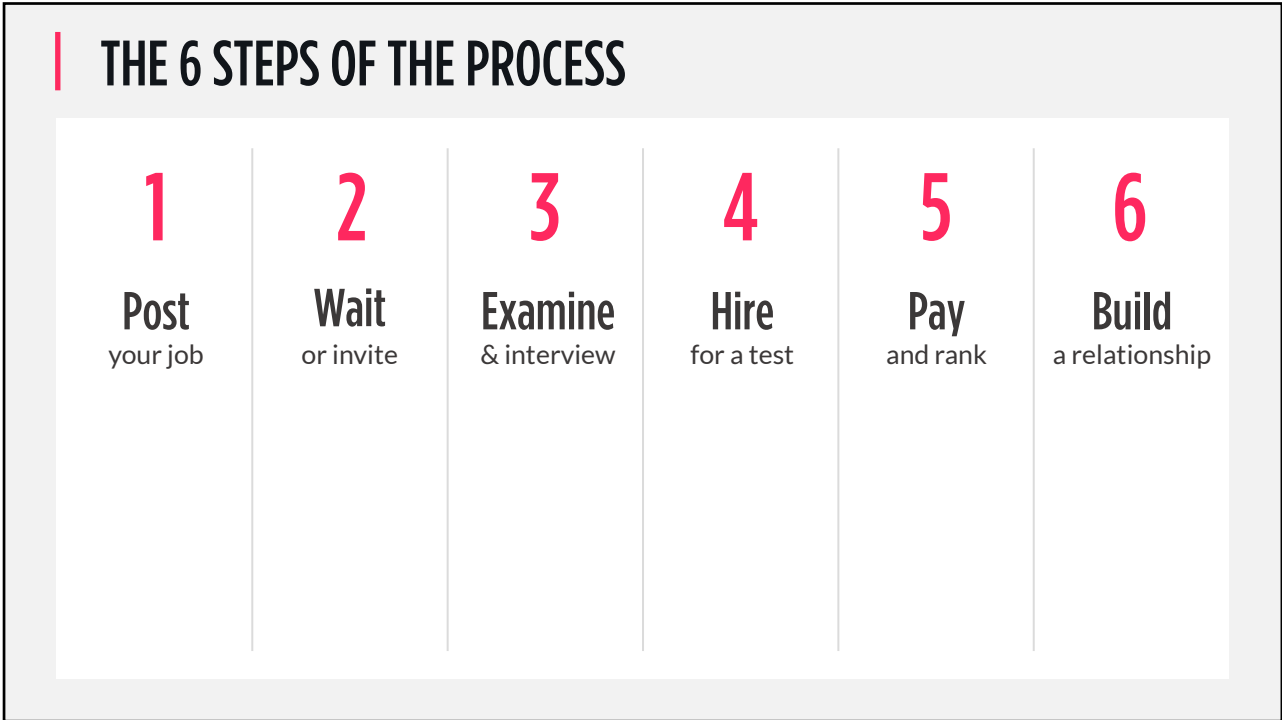 THE 6 STEPS OF THE PROCESS
1
Post
your job
2
Wait
or invite
3
Examine
& interview
4
Hire
for a test
5
Pay
and rank
6
Build
a relationship